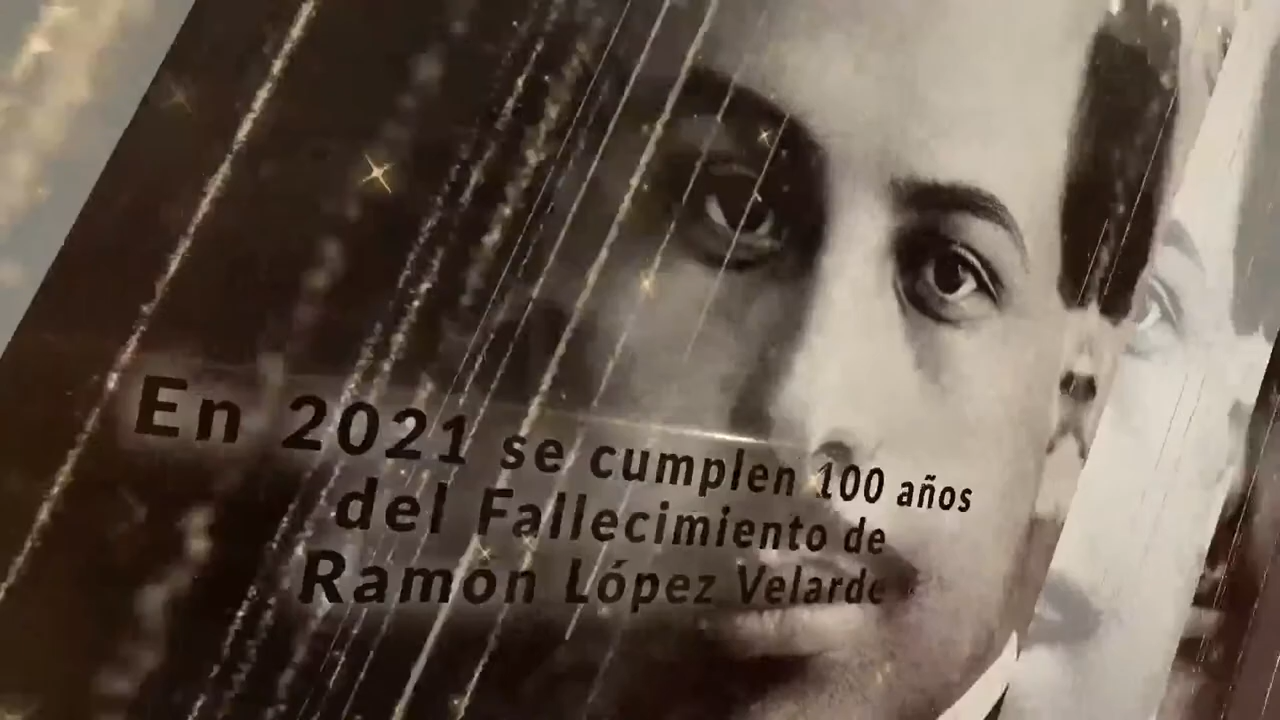 En 2021 se cumplen 100 años
del Fallecimiento de
Ramón López Velarde